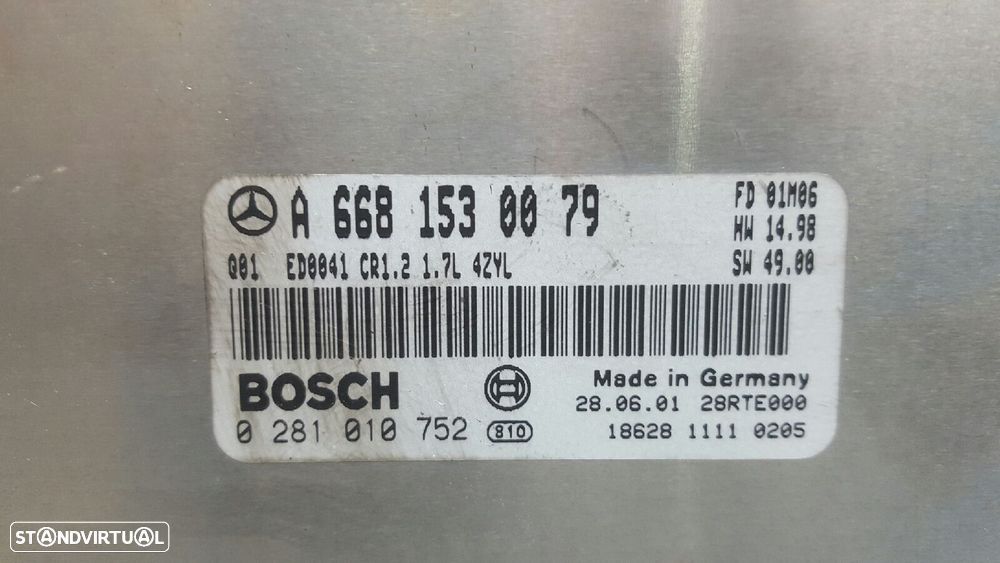 A 668 153 00 79
FD 01M06
HW 14.98
Q01 ED0041 CR1.2 1.7L 4ZYL
SW 49.00
BOSCH
Made in Germany
28.06.01 28RTE000
0 281 010 752 810
18628 1111 0205
STANDVIRTUAL